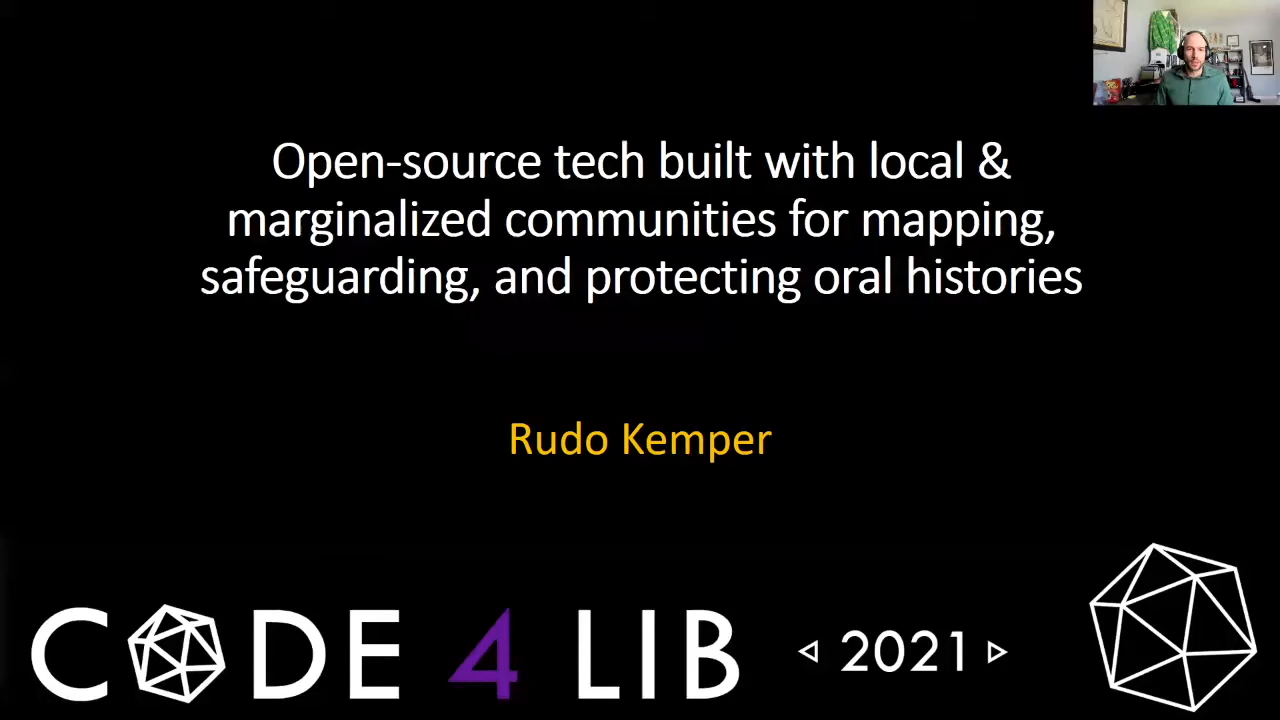 Open-source tech built with local &
marginalized communities for mapping,
safeguarding, and protecting oral histories
Rudo Kemper
CODE 4 LIB
2021